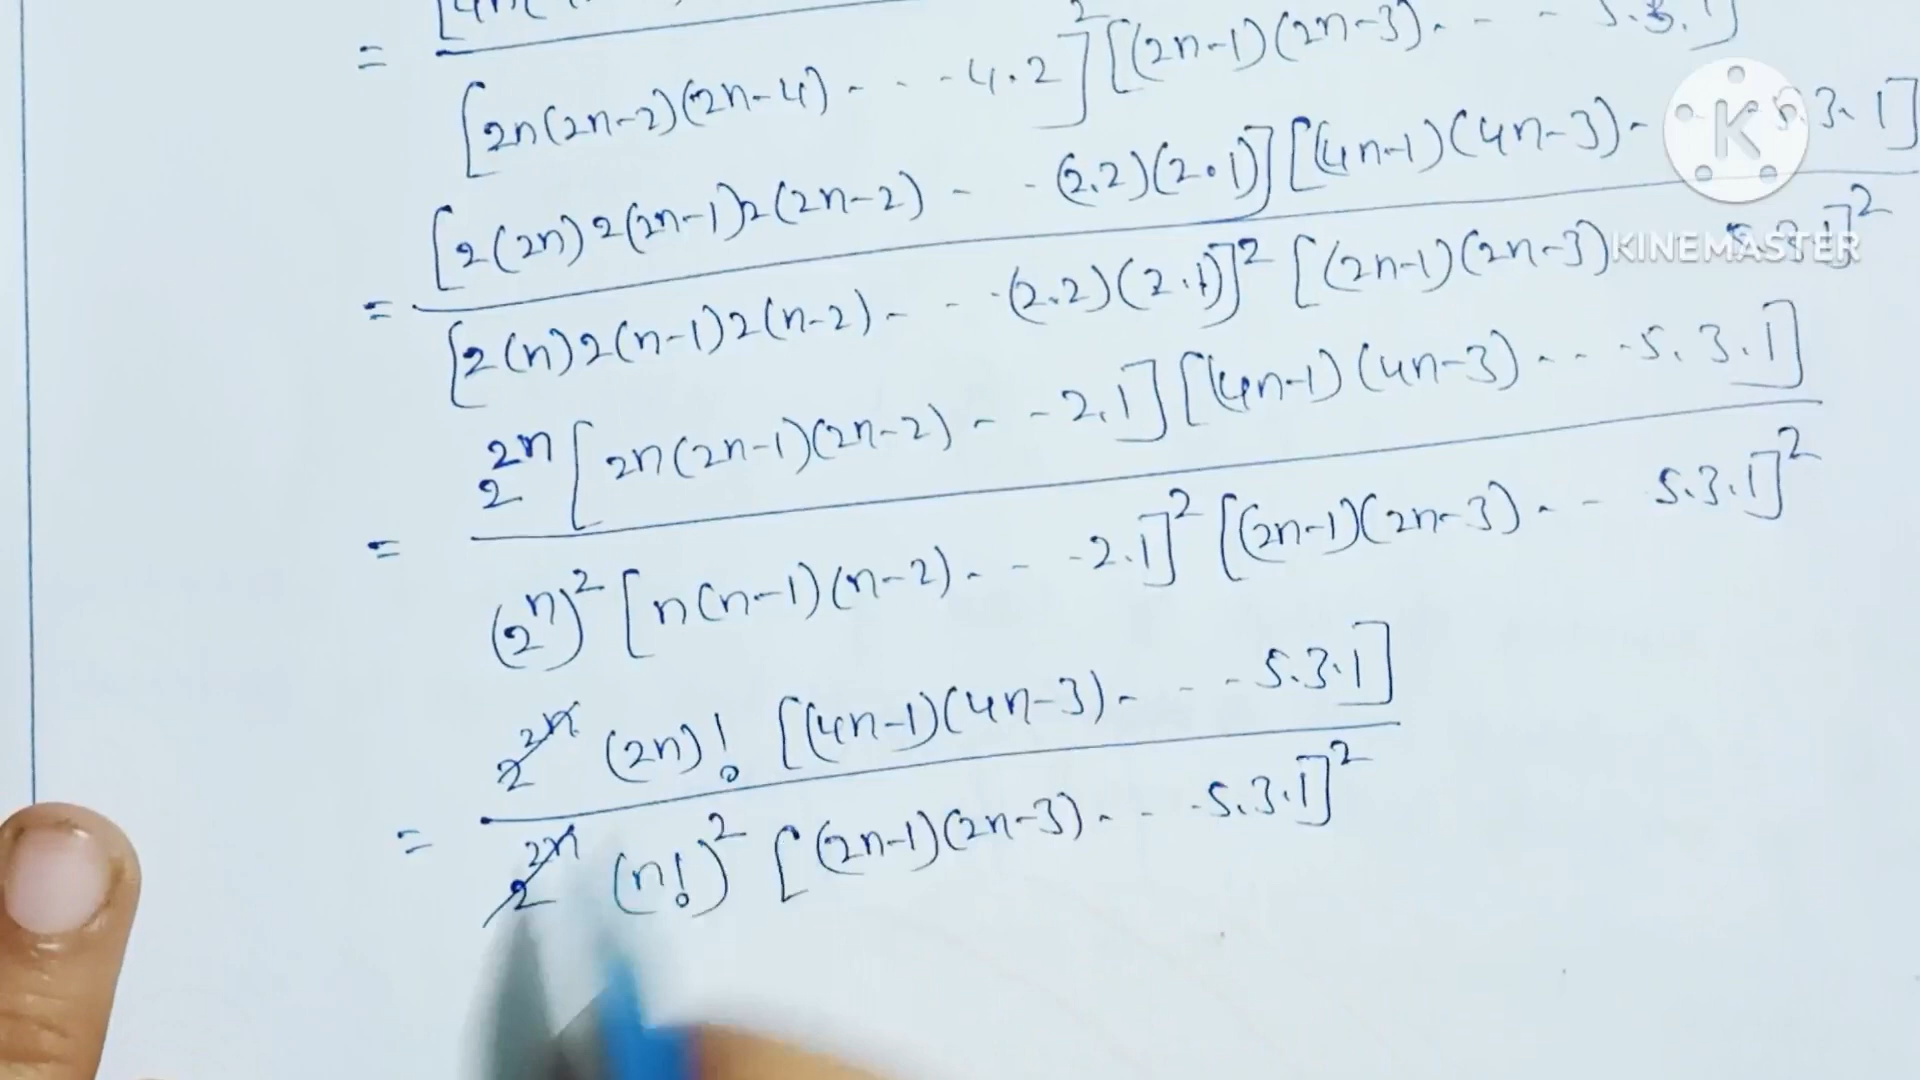 = [2n(2n-2)(2n-4) - - - 4.2]² [(2n-1)(2n-3) - - - 5.3.1]
= [2(2n) 2(2n-1) 2(2n-2) - - (2.2)(2.1)] [(4n-1)(4n-3) - 5.3.1]
[2(n) 2(n-1) 2(n-2) - - - (2.2)(2.1)]² [(2n-1)(2n-3) 5.3.1]²
= 2^2n [2n(2n-1)(2n-2) - - - 2.1] [(4n-1)(4n-3) - - - 5.3.1]
(2^n)² [n(n-1)(n-2) - - - 2.1]² [(2n-1)(2n-3) - - 5.3.1]²
= 2^2n (2n)! [(4n-1)(4n-3) - - - 5.3.1]
2^2n (n!)² [(2n-1)(2n-3) - - - 5.3.1]²
K
KINEMASTER